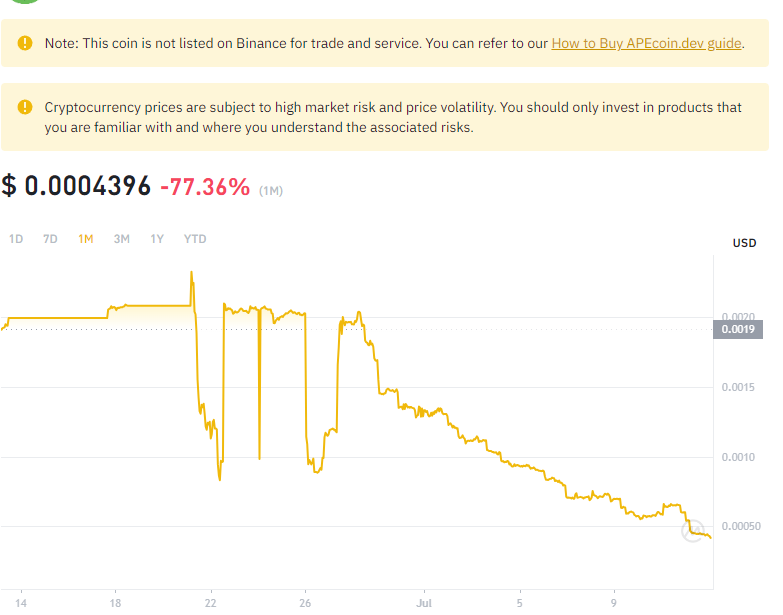 Note: This coin is not listed on Binance for trade and service. You can refer to our How to Buy APEcoin.dev guide.
Cryptocurrency prices are subject to high market risk and price volatility. You should only invest in products that
you are familiar with and where you understand the associated risks.
$ 0.0004396 -77.36% (1M)
1D 7D 1M 3M 1Y YTD
USD
0.0020
0.0019
0.0015
0.0010
0.00050
14 18 22 26 Jul 5 9